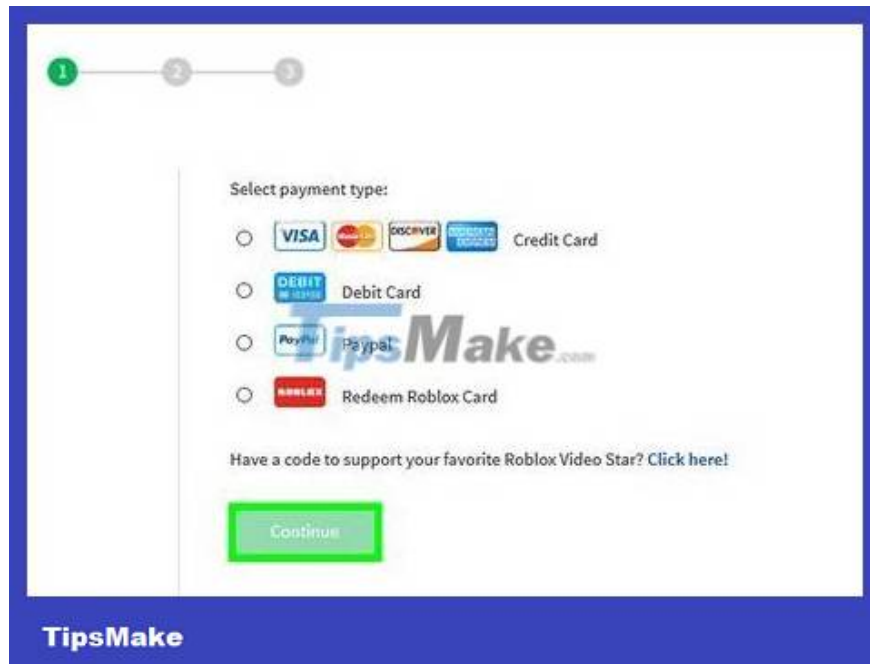 1 2 3
Select payment type:
VISA MasterCard DISCOVER Credit Card
DEBIT Debit Card
PayPal Paypal
ROBLOX Redeem Roblox Card
TipsMake.com
Have a code to support your favorite Roblox Video Star? Click here!
Continue
TipsMake